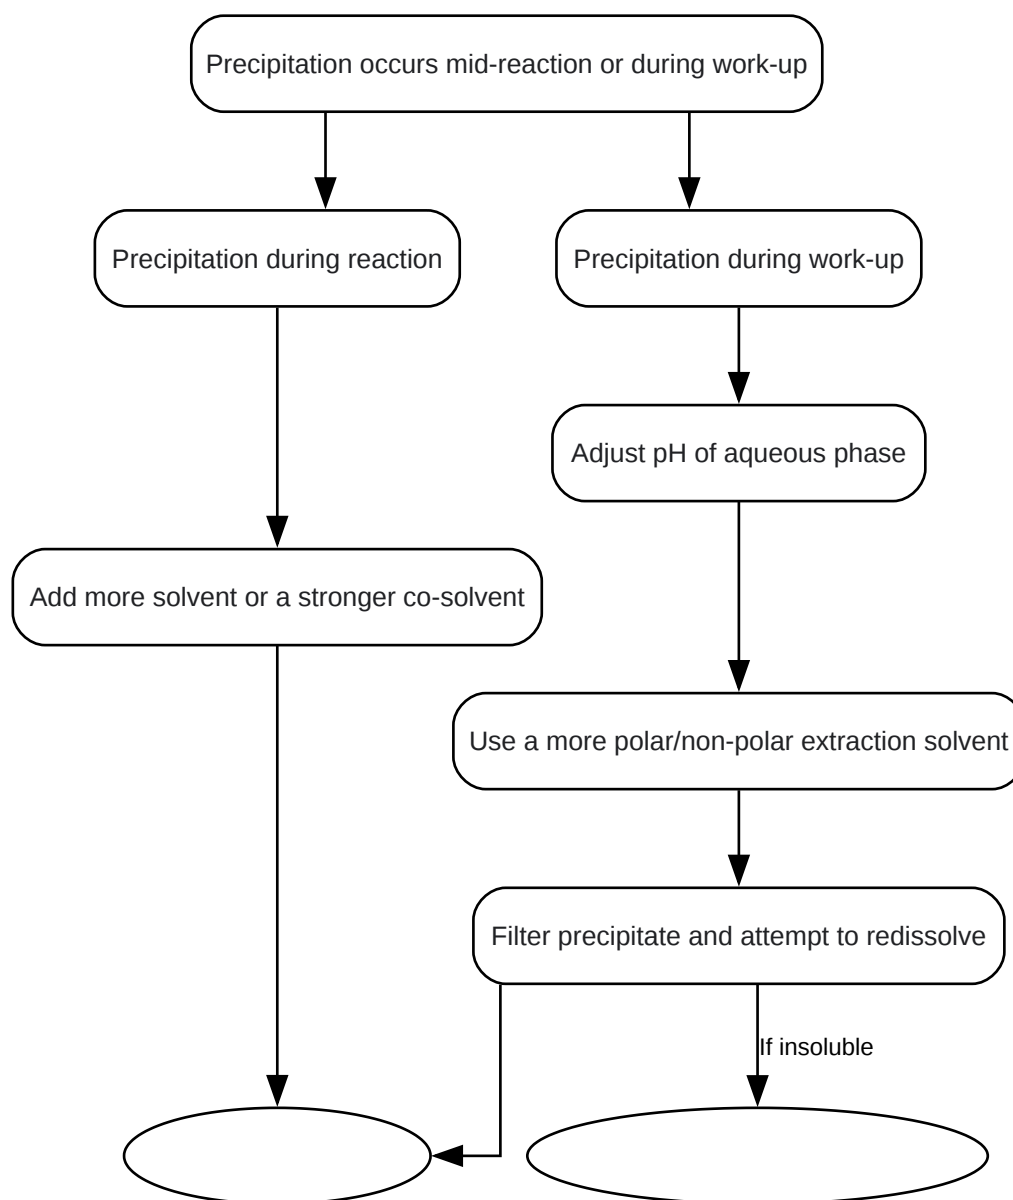 Precipitation occurs mid-reaction or during work-up
Precipitation during reaction
Precipitation during work-up
Adjust pH of aqueous phase
Add more solvent or a stronger co-solvent
Use a more polar/non-polar extraction solvent
Filter precipitate and attempt to redissolve
If insoluble